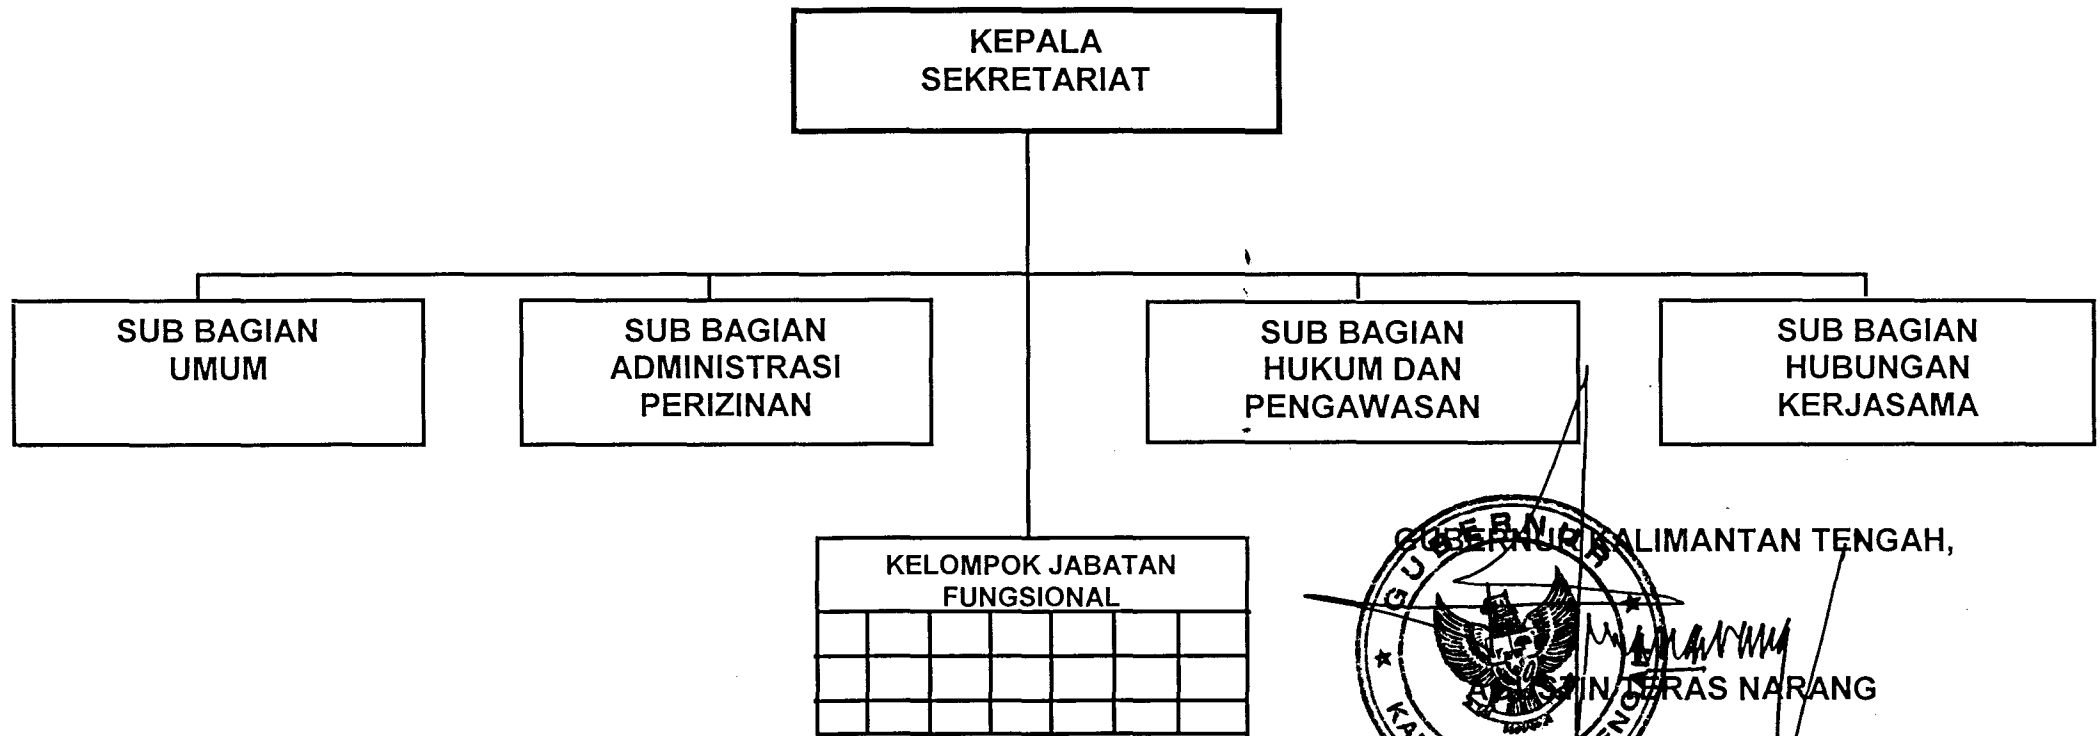 KEPALA
SEKRETARIAT
SUB BAGIAN
UMUM
SUB BAGIAN
ADMINISTRASI
PERIZINAN
SUB BAGIAN
HUKUM DAN
PENGAWASAN
SUB BAGIAN
HUBUNGAN
KERJASAMA
KELOMPOK JABATAN
FUNGSIONAL
GUBERNUR KALIMANTAN TENGAH,
GUBERNUR
TERAS NARANG